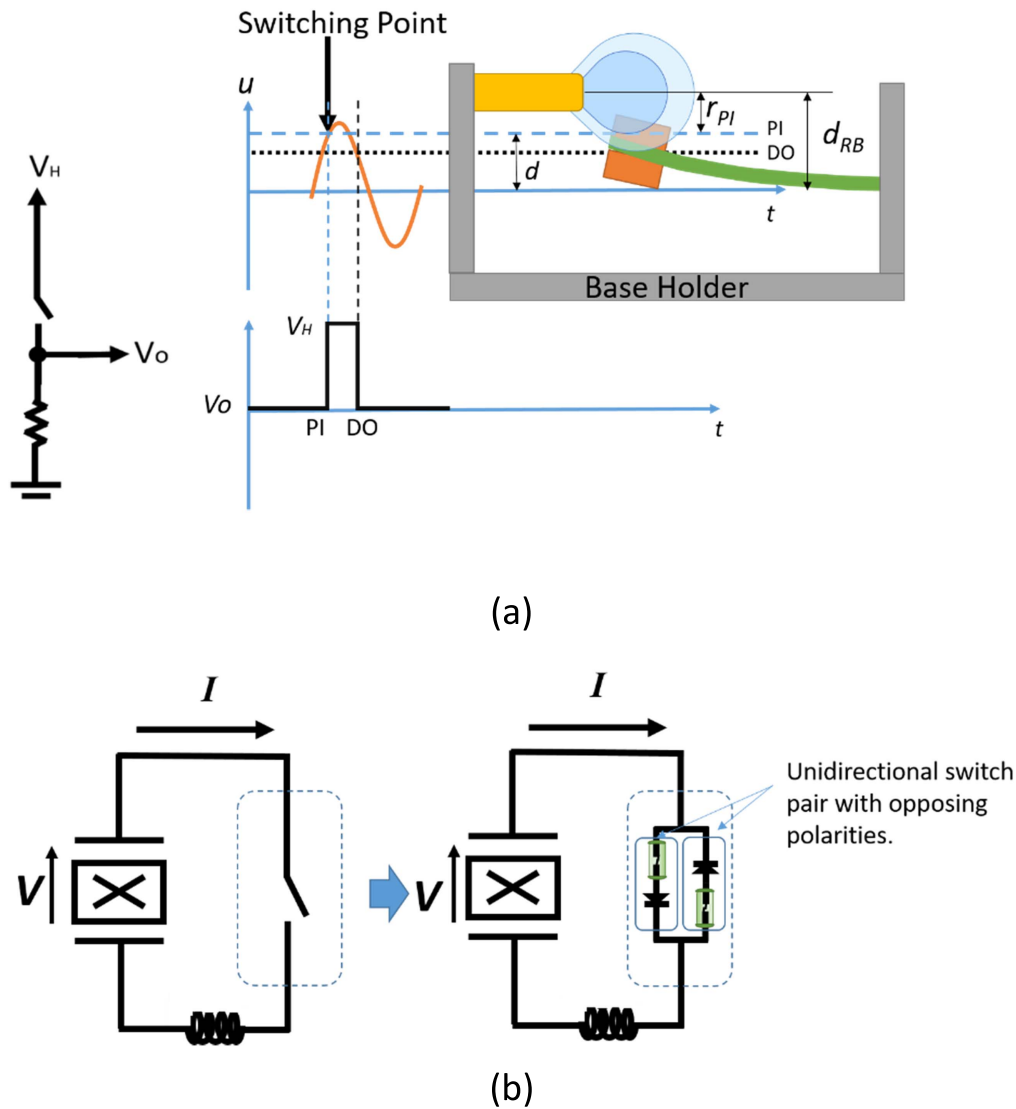 Switching Point
u
r_PI
PI
DO
d_RB
d
t
V_H
Base Holder
V_H
V_O
Vo
PI DO
t
(a)
I
I
Unidirectional switch
pair with opposing
polarities.
V
V
(b)